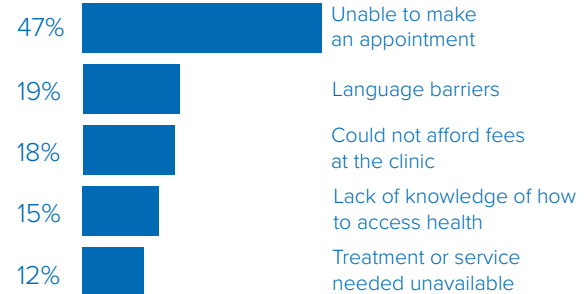 47%
Unable to make
an appointment
19%
Language barriers
18%
Could not afford fees
at the clinic
15%
Lack of knowledge of how
to access health
12%
Treatment or service
needed unavailable